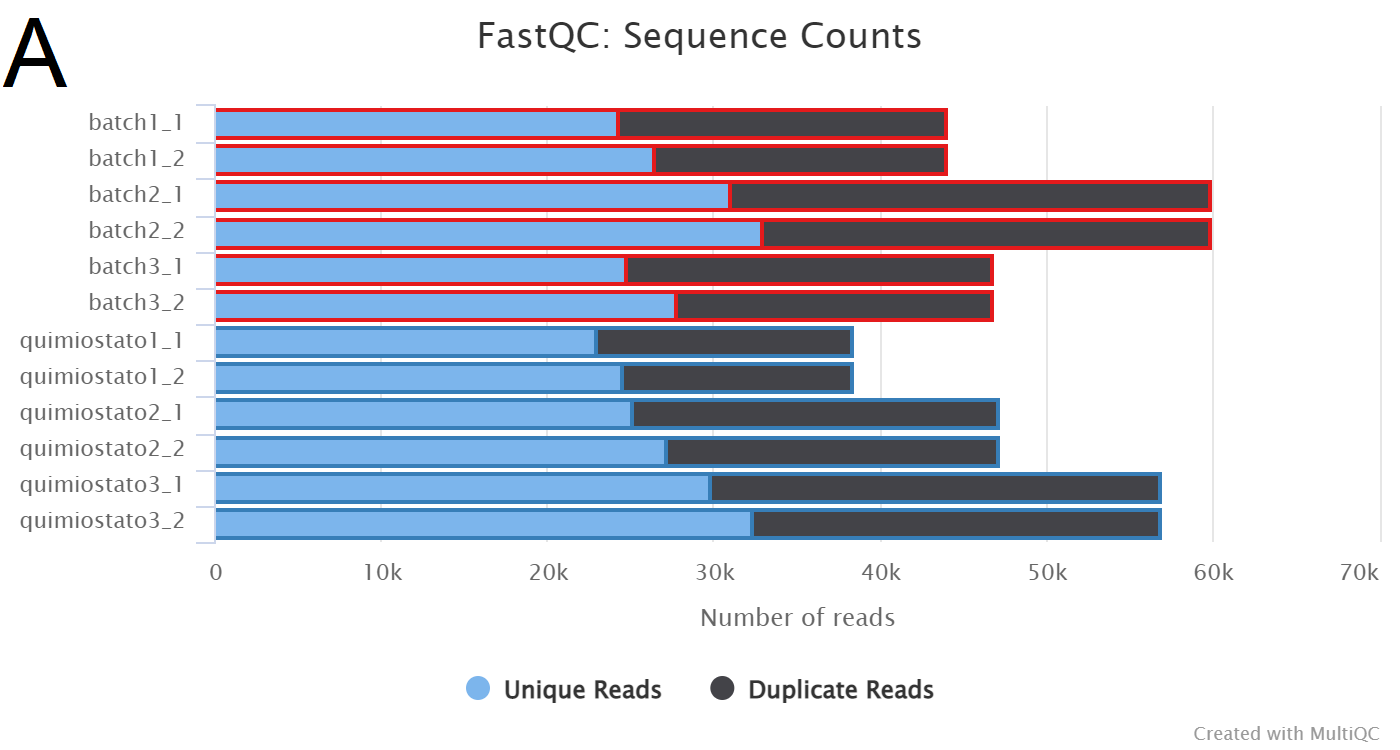 A
FastQC: Sequence Counts
batch1_1
batch1_2
batch2_1
batch2_2
batch3_1
batch3_2
quimiostato1_1
quimiostato1_2
quimiostato2_1
quimiostato2_2
quimiostato3_1
quimiostato3_2
0 10k 20k 30k 40k 50k 60k 70k
Number of reads
Unique Reads Duplicate Reads
Created with MultiQC